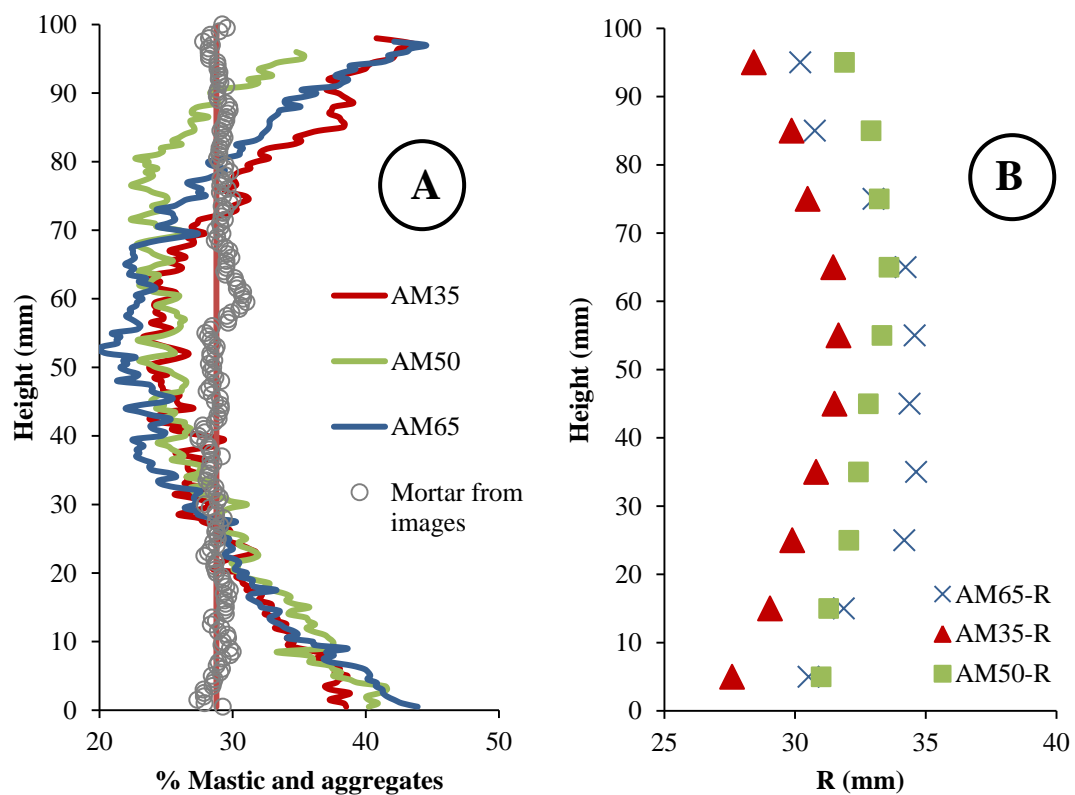 100
90
80
70
60
50
40
30
20
10
0
Height (mm)
20 30 40 50
% Mastic and aggregates
A
AM35
AM50
AM65
Mortar from
images
100
90
80
70
60
50
40
30
20
10
0
Height (mm)
25 30 35 40
R (mm)
B
AM65-R
AM35-R
AM50-R